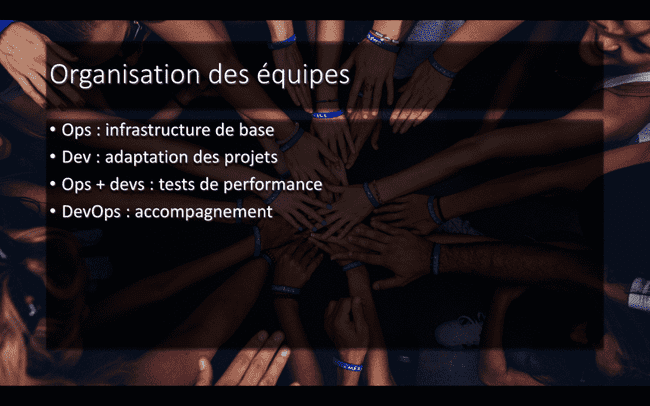 Organisation des équipes
• Ops : infrastructure de base
• Dev : adaptation des projets
• Ops + devs : tests de performance
• DevOps : accompagnement